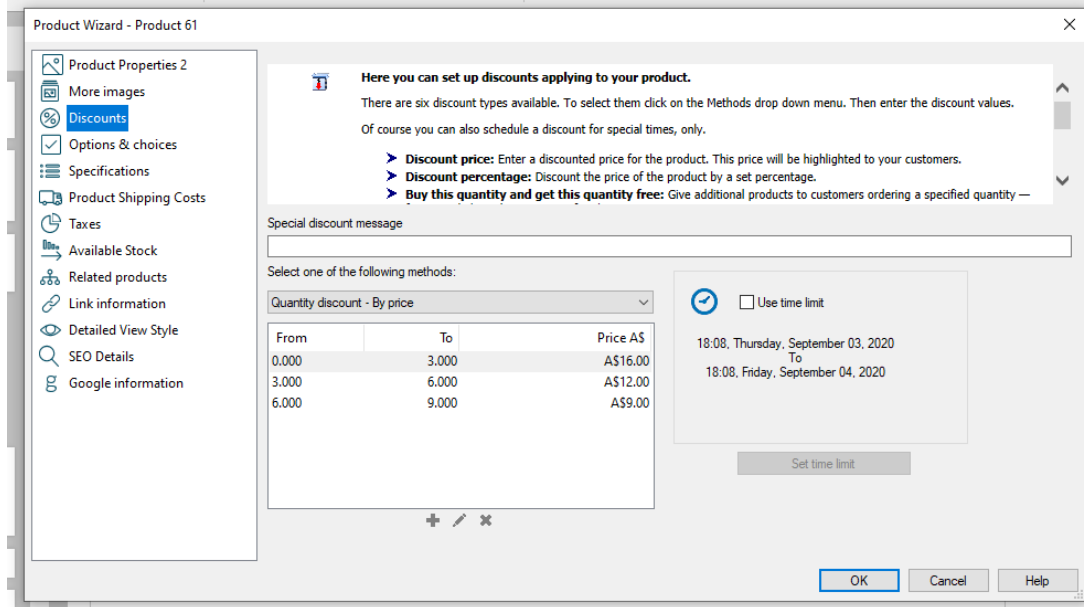 Product Wizard - Product 61
Product Properties 2
More images
Discounts
Options & choices
Specifications
Product Shipping Costs
Taxes
Available Stock
Related products
Link information
Detailed View Style
SEO Details
Google information
Here you can set up discounts applying to your product.
There are six discount types available. To select them click on the Methods drop down menu. Then enter the discount values.
Of course you can also schedule a discount for special times, only.
Discount price: Enter a discounted price for the product. This price will be highlighted to your customers.
Discount percentage: Discount the price of the product by a set percentage.
Buy this quantity and get this quantity free: Give additional products to customers ordering a specified quantity —
Special discount message
Select one of the following methods:
Quantity discount - By price
From To Price A$
0.000 3.000 A$16.00
3.000 6.000 A$12.00
6.000 9.000 A$9.00
Use time limit
18:08, Thursday, September 03, 2020
To
18:08, Friday, September 04, 2020
Set time limit
OK Cancel Help